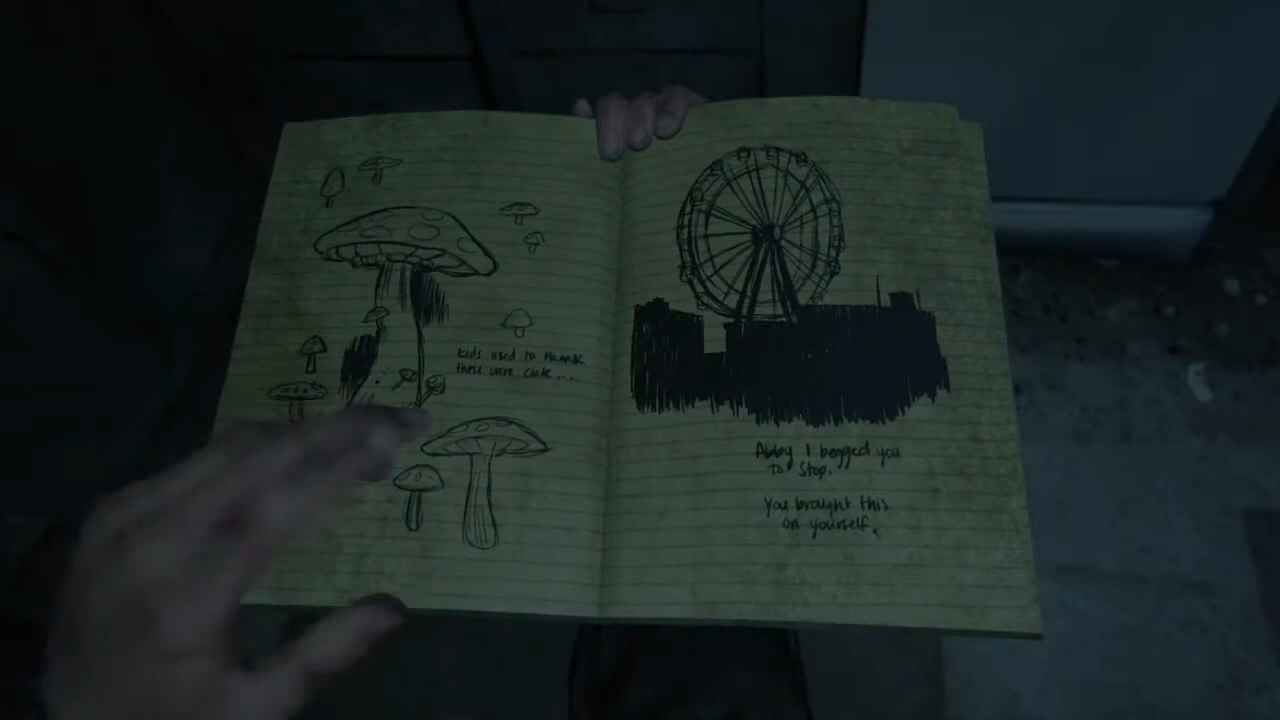 kids used to think
these were cute...
Abby I begged you
to stop.
You brought this
on yourself.